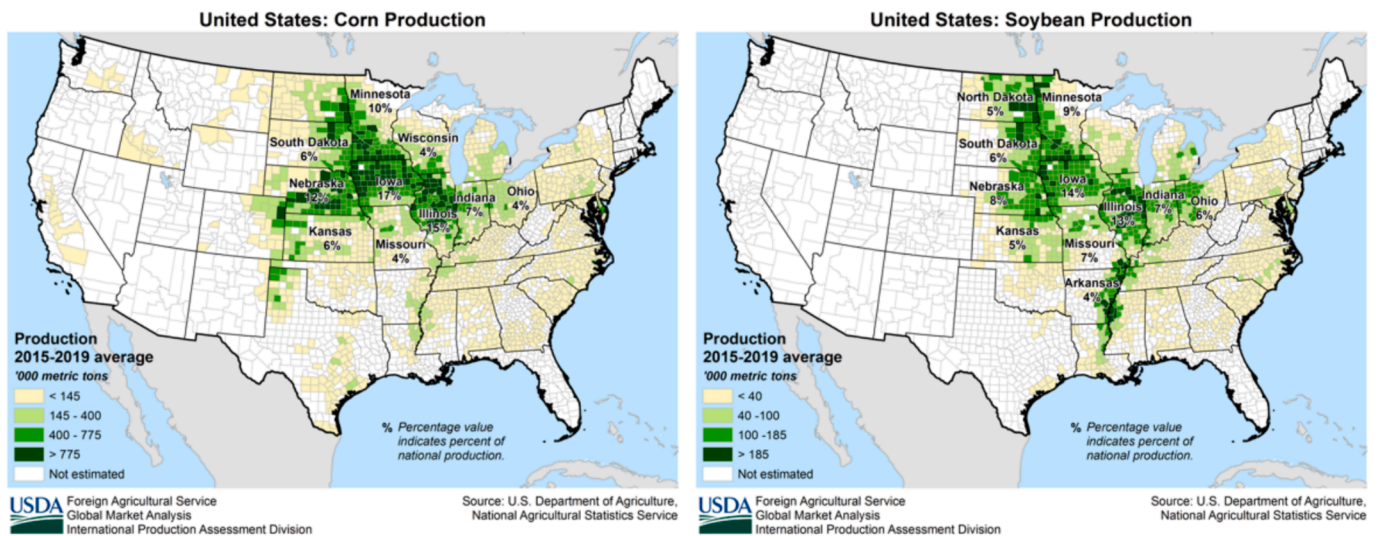 United States: Corn Production
Minnesota
10%
Wisconsin
4%
South Dakota
6%
Nebraska
12%
Iowa
17%
Ohio
4%
Indiana
7%
Illinois
15%
Kansas
6%
Missouri
4%
Production
2015-2019 average
'000 metric tons
< 145
145 - 400
400 - 775
> 775
Not estimated
% Percentage value
indicates percent of
national production.
USDA
Foreign Agricultural Service
Global Market Analysis
International Production Assessment Division
Source: U.S. Department of Agriculture,
National Agricultural Statistics Service
United States: Soybean Production
North Dakota
5%
Minnesota
9%
South Dakota
6%
Nebraska
8%
Iowa
14%
Indiana
7%
Ohio
6%
Illinois
13%
Kansas
5%
Missouri
7%
Arkansas
4%
Production
2015-2019 average
'000 metric tons
< 40
40 -100
100 -185
> 185
Not estimated
% Percentage value
indicates percent of
national production.
USDA
Foreign Agricultural Service
Global Market Analysis
International Production Assessment Division
Source: U.S. Department of Agriculture,
National Agricultural Statistics Service